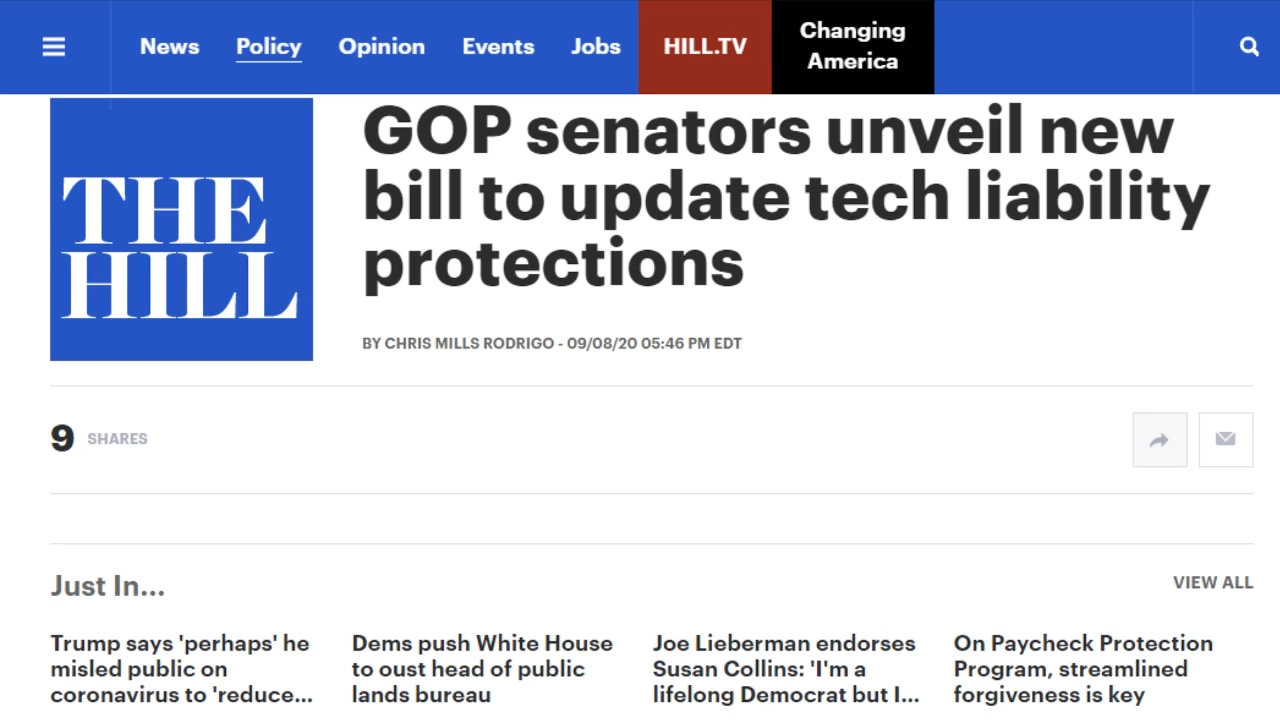 News Policy Opinion Events Jobs HILL.TV Changing America
THE
HILL
GOP senators unveil new
bill to update tech liability
protections
BY CHRIS MILLS RODRIGO - 09/08/20 05:46 PM EDT
9 SHARES
Just In...
VIEW ALL
Trump says 'perhaps' he
misled public on
coronavirus to 'reduce...
Dems push White House
to oust head of public
lands bureau
Joe Lieberman endorses
Susan Collins: 'I'm a
lifelong Democrat but I...
On Paycheck Protection
Program, streamlined
forgiveness is key